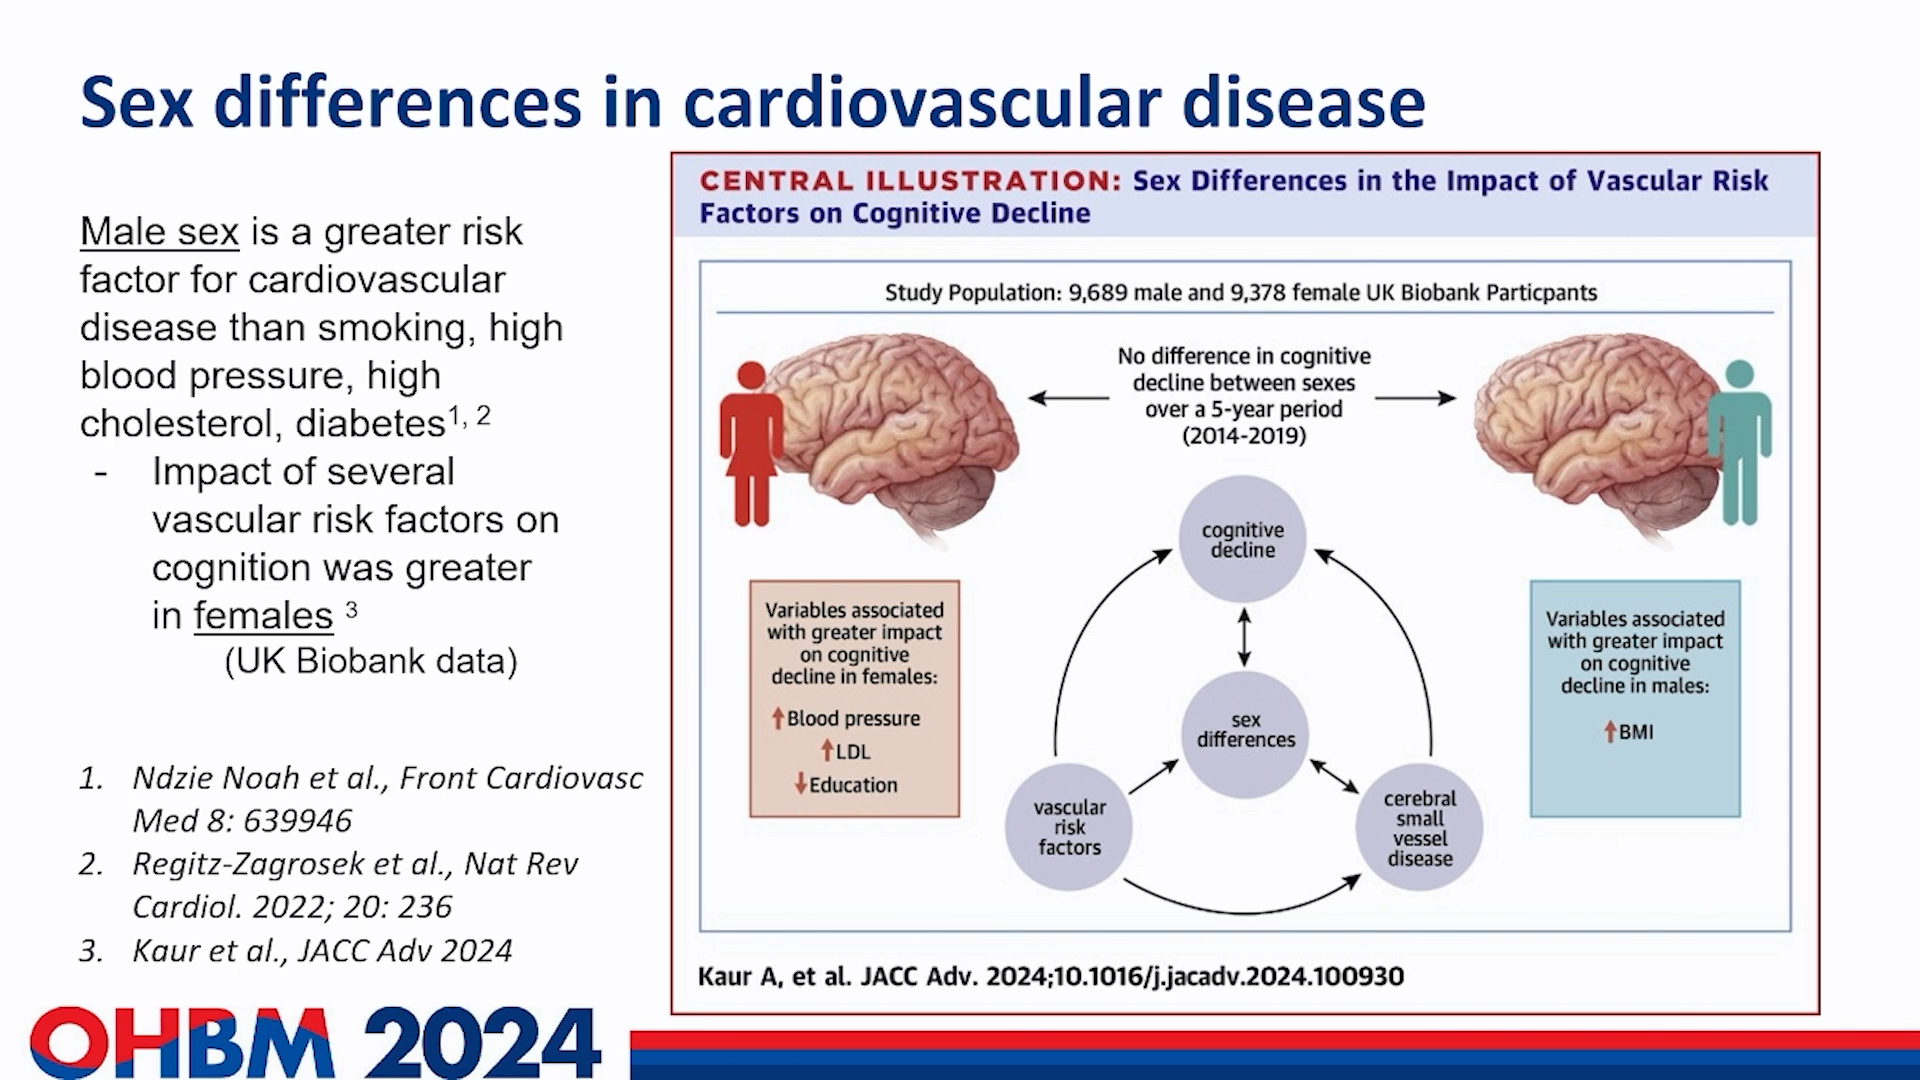 Sex differences in cardiovascular disease
Male sex is a greater risk
factor for cardiovascular
disease than smoking, high
blood pressure, high
cholesterol, diabetes1, 2
- Impact of several
vascular risk factors on
cognition was greater
in females 3
(UK Biobank data)
1. Ndzie Noah et al., Front Cardiovasc
Med 8: 639946
2. Regitz-Zagrosek et al., Nat Rev
Cardiol. 2022; 20: 236
3. Kaur et al., JACC Adv 2024
CENTRAL ILLUSTRATION: Sex Differences in the Impact of Vascular Risk
Factors on Cognitive Decline
Study Population: 9,689 male and 9,378 female UK Biobank Particpants
No difference in cognitive
decline between sexes
over a 5-year period
(2014-2019)
cognitive
decline
Variables associated
with greater impact
on cognitive
decline in females:
↑Blood pressure
↑LDL
↓Education
sex
differences
vascular
risk
factors
cerebral
small
vessel
disease
Variables associated
with greater impact
on cognitive
decline in males:
↑BMI
Kaur A, et al. JACC Adv. 2024;10.1016/j.jacadv.2024.100930
OHBM 2024